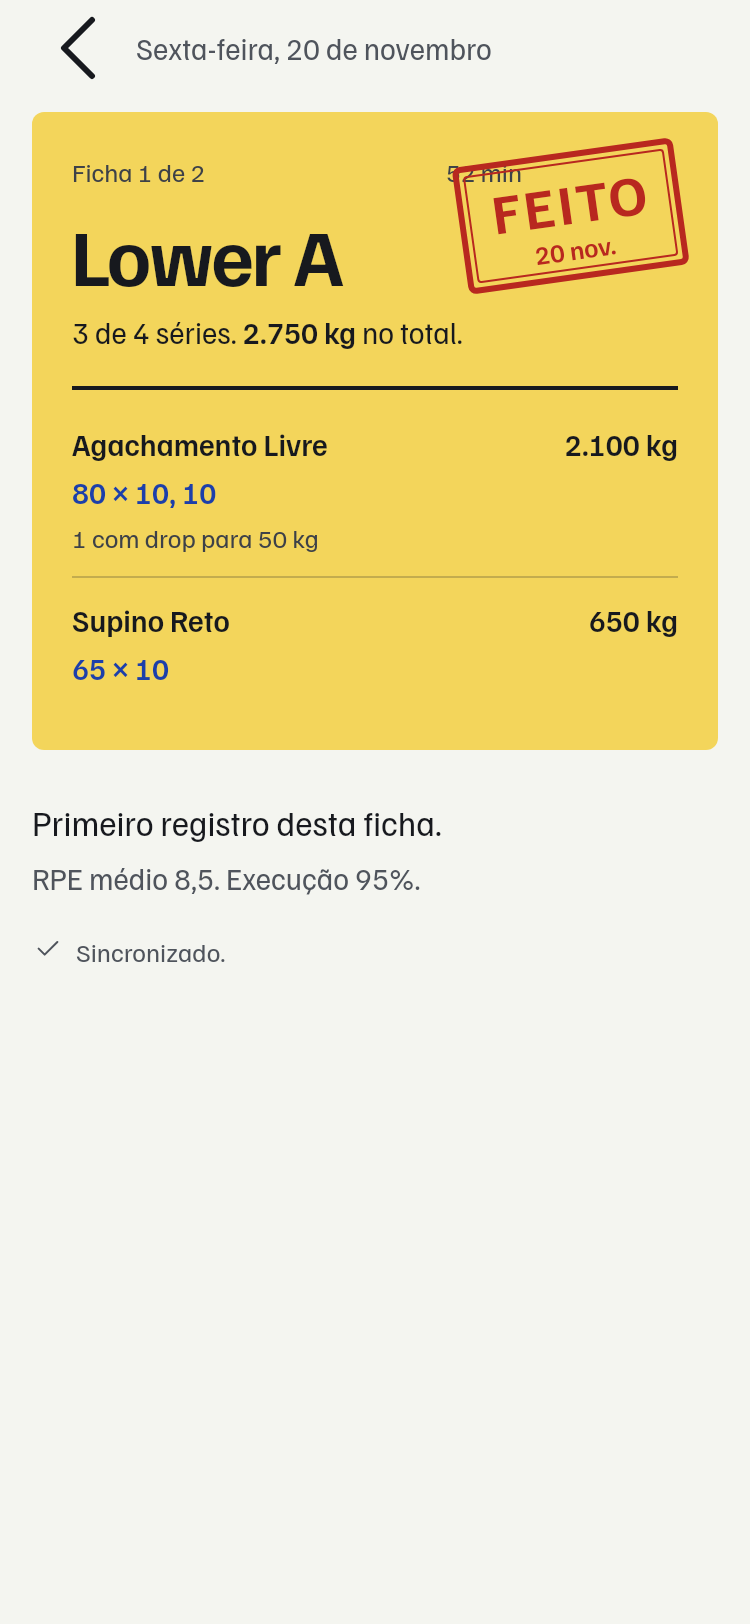 Sexta-feira, 20 de novembro
Ficha 1 de 2
52 min
FEITO
20 nov.
Lower A
3 de 4 séries. 2.750 kg no total.
Agachamento Livre 2.100 kg
80 × 10, 10
1 com drop para 50 kg
Supino Reto 650 kg
65 × 10
Primeiro registro desta ficha.
RPE médio 8,5. Execução 95%.
Sincronizado.